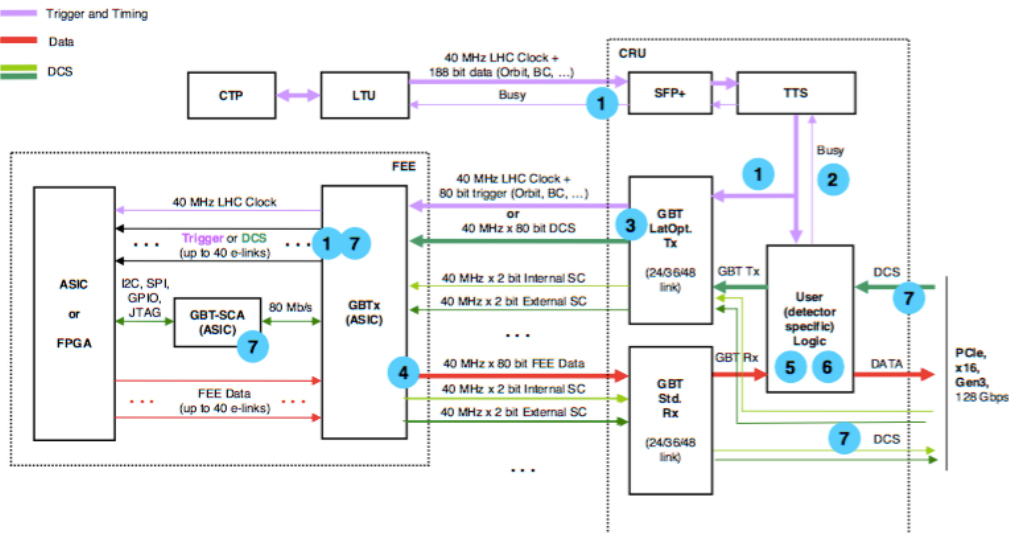 Trigger and Timing
Data
DCS
CTP
LTU
40 MHz LHC Clock +
188 bit data (Orbit, BC, ...)
Busy
1
CRU
SFP+
TTS
Busy
1
2
FEE
40 MHz LHC Clock
Trigger or DCS
(up to 40 e-links)
... ...
1 7
ASIC
or
FPGA
I2C, SPI,
GPIO,
JTAG
GBT-SCA
(ASIC)
7
80 Mb/s
GBTx
(ASIC)
FEE Data
(up to 40 e-links)
... ...
4
40 MHz LHC Clock +
80 bit trigger (Orbit, BC, ...)
or
40 MHz x 80 bit DCS
40 MHz x 2 bit Internal SC
40 MHz x 2 bit External SC
...
40 MHz x 80 bit FEE Data
40 MHz x 2 bit Internal SC
40 MHz x 2 bit External SC
...
3
GBT
LatOpt.
Tx
(24/36/48
link)
GBT
Std.
Rx
(24/36/48
link)
GBT Tx
GBT Rx
User
(detector
specific)
Logic
5 6
DCS
7
DATA
7
DCS
PCIe,
x16,
Gen3,
128 Gbps